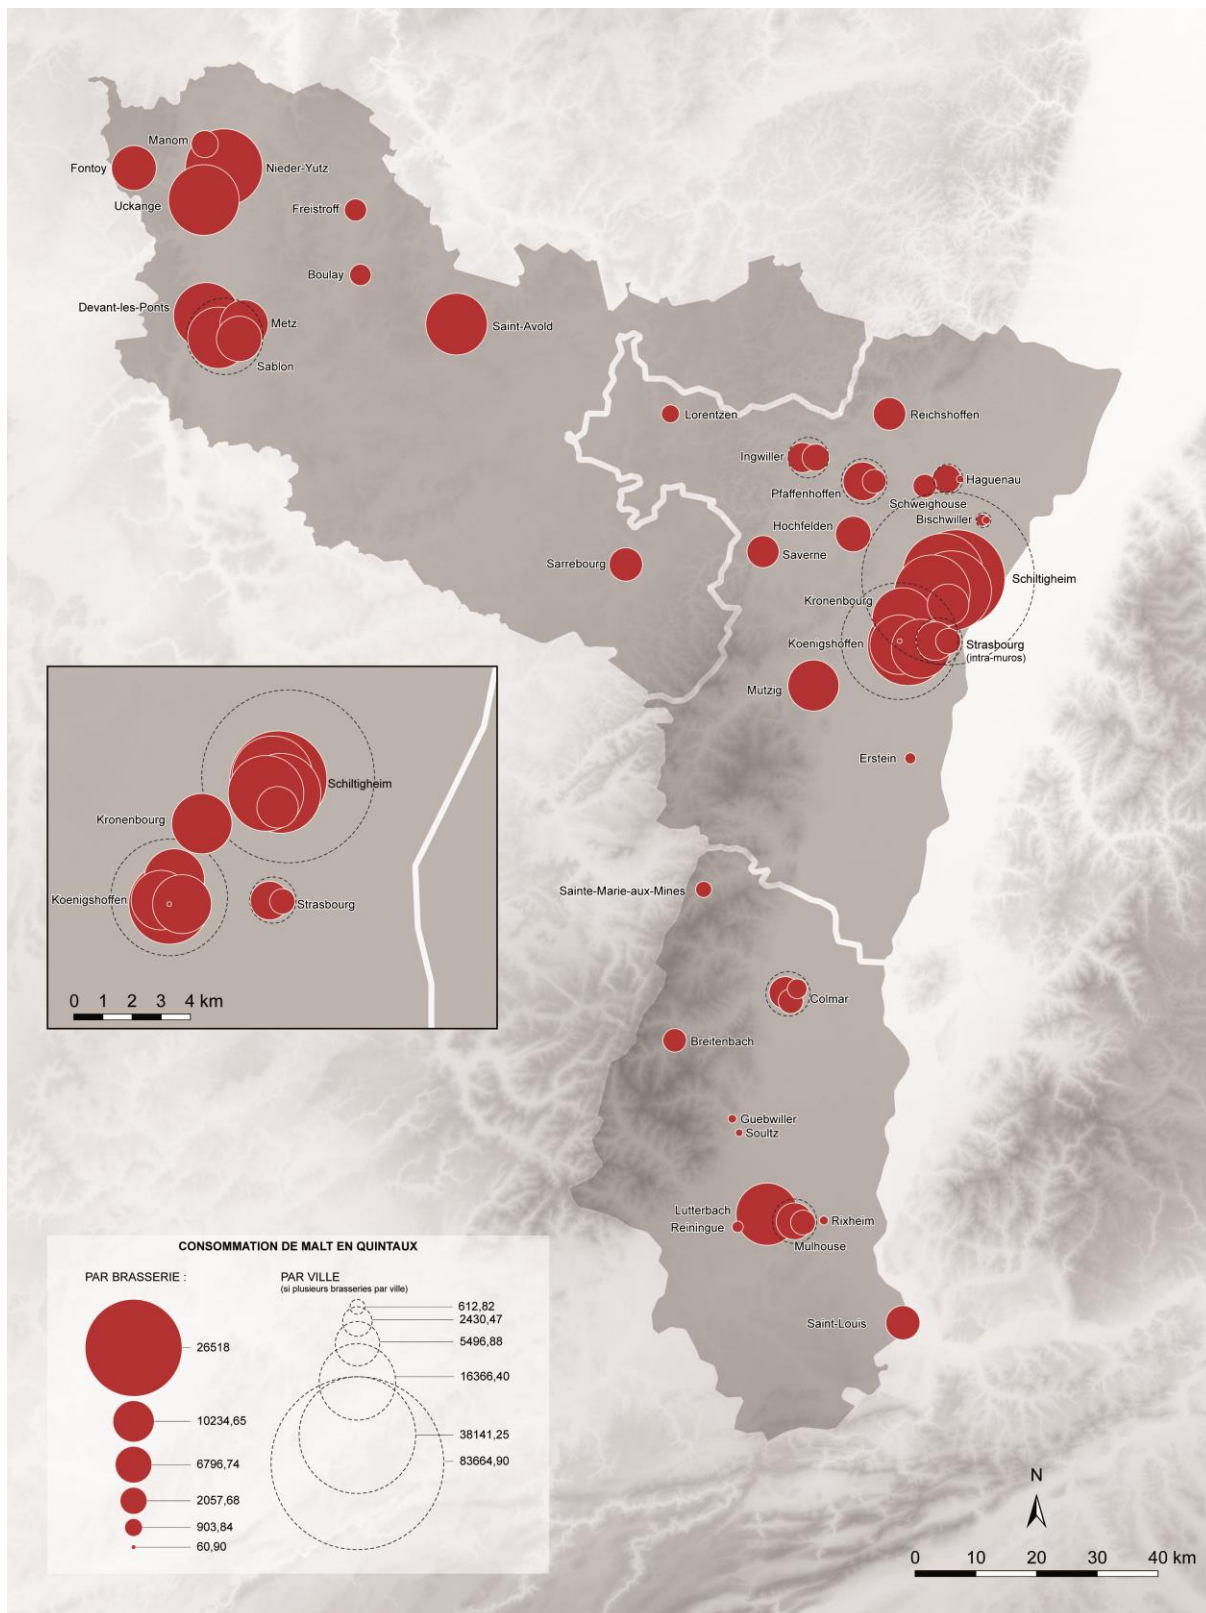 Manom
Fontoy
Nieder-Yutz
Uckange
Freistroff
Boulay
Devant-les-Ponts
Metz
Saint-Avold
Sablon
Lorentzen
Reichshoffen
Ingwiller
Haguenau
Pfaffenhoffen
Schweighouse
Bischwiller
Hochfelden
Saverne
Sarrebourg
Schiltigheim
Kronenbourg
Koenigshoffen
Strasbourg
(intra-muros)
Mutzig
Erstein
Schiltigheim
Kronenbourg
Koenigshoffen
Strasbourg
0 1 2 3 4 km
Sainte-Marie-aux-Mines
Colmar
Breitenbach
Guebwiller
Soultz
Lutterbach
Rixheim
Reiningue
Mulhouse
Saint-Louis
CONSOMMATION DE MALT EN QUINTAUX
PAR BRASSERIE :
26518
10234,65
6796,74
2057,68
903,84
60,90
PAR VILLE
(si plusieurs brasseries par ville)
612,82
2430,47
5496,88
16366,40
38141,25
83664,90
N
0 10 20 30 40 km